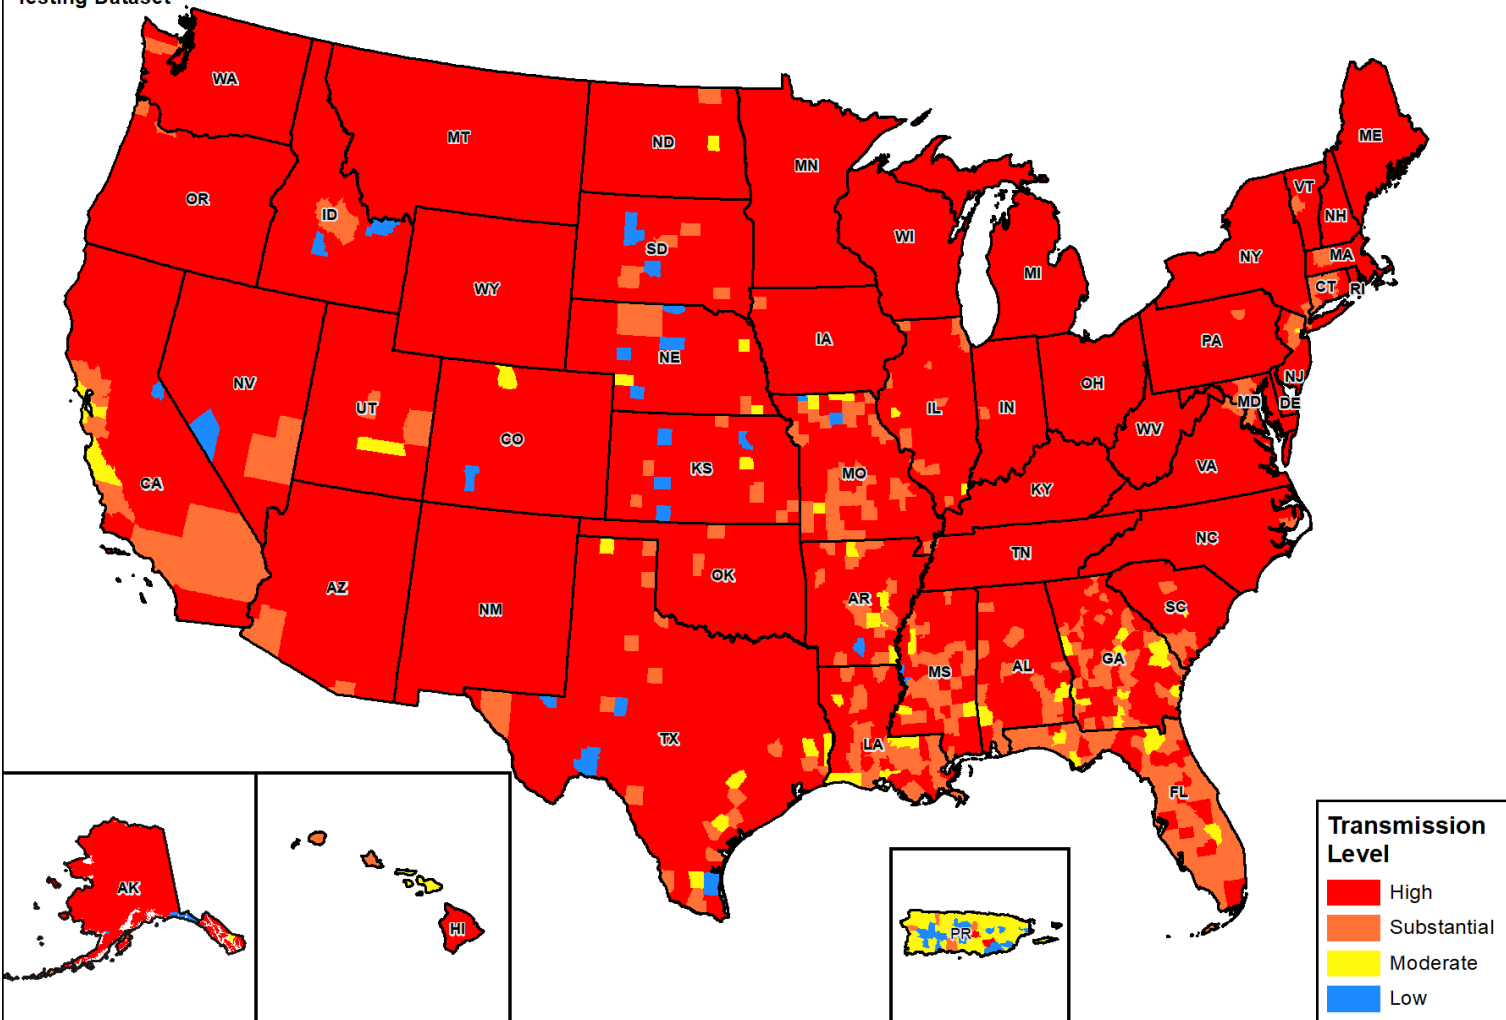 Testing Dataset
WA
MT
ND
MN
ME
OR
ID
SD
WI
VT
NH
NY
MA
MI
CT
RI
WY
IA
NE
PA
NV
UT
CO
IL
IN
OH
NJ
MD
DE
WV
CA
KS
MO
VA
KY
NC
TN
AZ
NM
OK
AR
SC
MS
AL
GA
TX
LA
FL
AK
HI
PR
Transmission
Level
High
Substantial
Moderate
Low